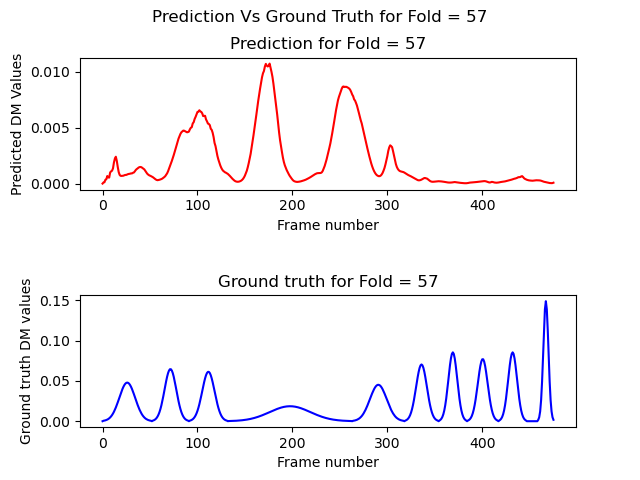 Prediction Vs Ground Truth for Fold = 57
Prediction for Fold = 57
Predicted DM Values
0.010
0.005
0.000
0 100 200 300 400
Frame number
Ground truth for Fold = 57
Ground truth DM values
0.15
0.10
0.05
0.00
0 100 200 300 400
Frame number